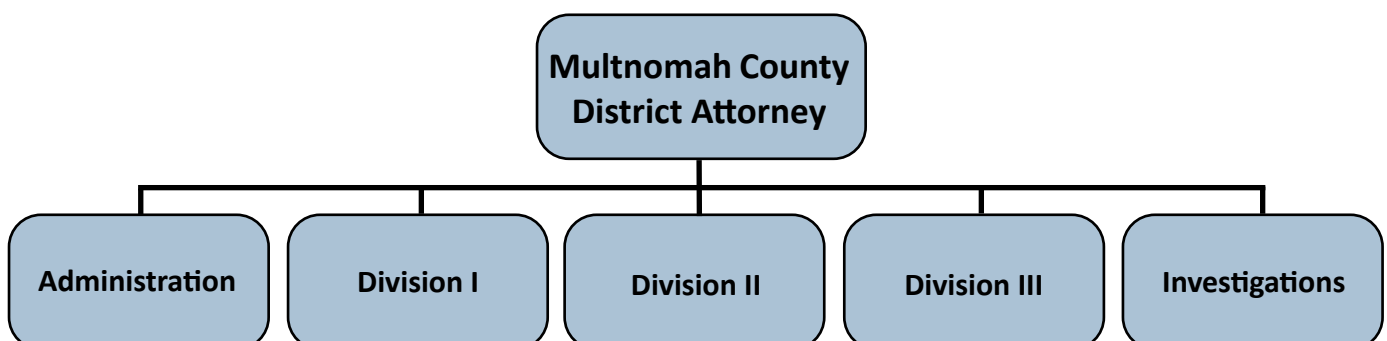 Multnomah County
District Attorney
Administration
Division I
Division II
Division III
Investigations